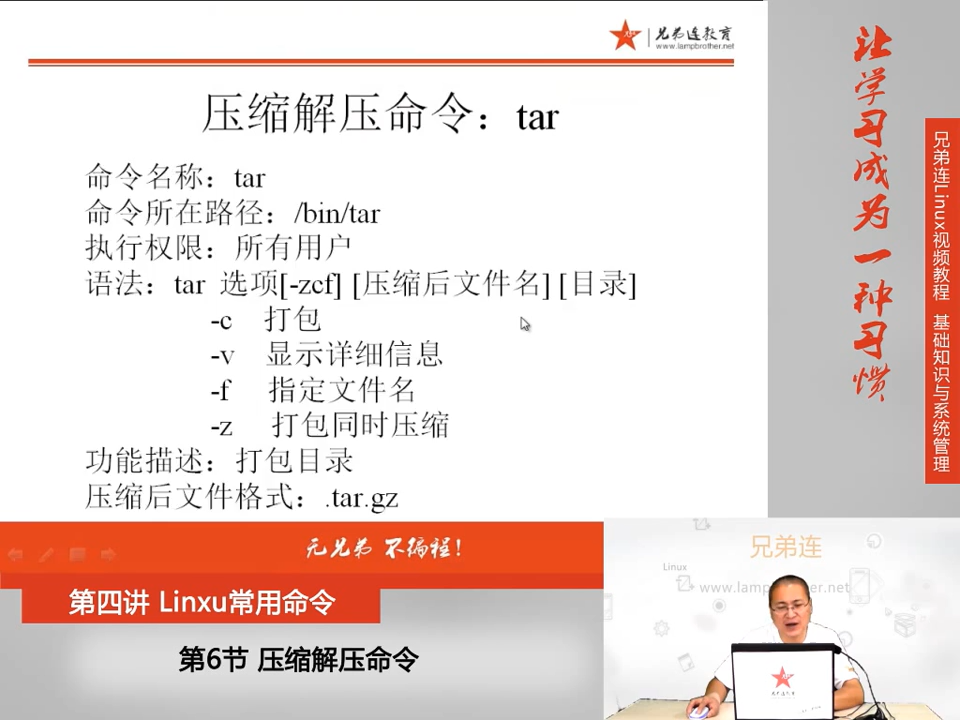 兄弟连教育
www.lampbrother.net
压缩解压命令：tar
命令名称：tar
命令所在路径：/bin/tar
执行权限：所有用户
语法：tar 选项[-zcf] [压缩后文件名] [目录]
-c 打包
-v 显示详细信息
-f 指定文件名
-z 打包同时压缩
功能描述：打包目录
压缩后文件格式：.tar.gz
无兄弟 不编程！
第四讲 Linxu常用命令
第6节 压缩解压命令
让学习成为一种习惯
兄弟连Linux视频教程 基础知识与系统管理
兄弟连
Linux
www.lampbrother.net